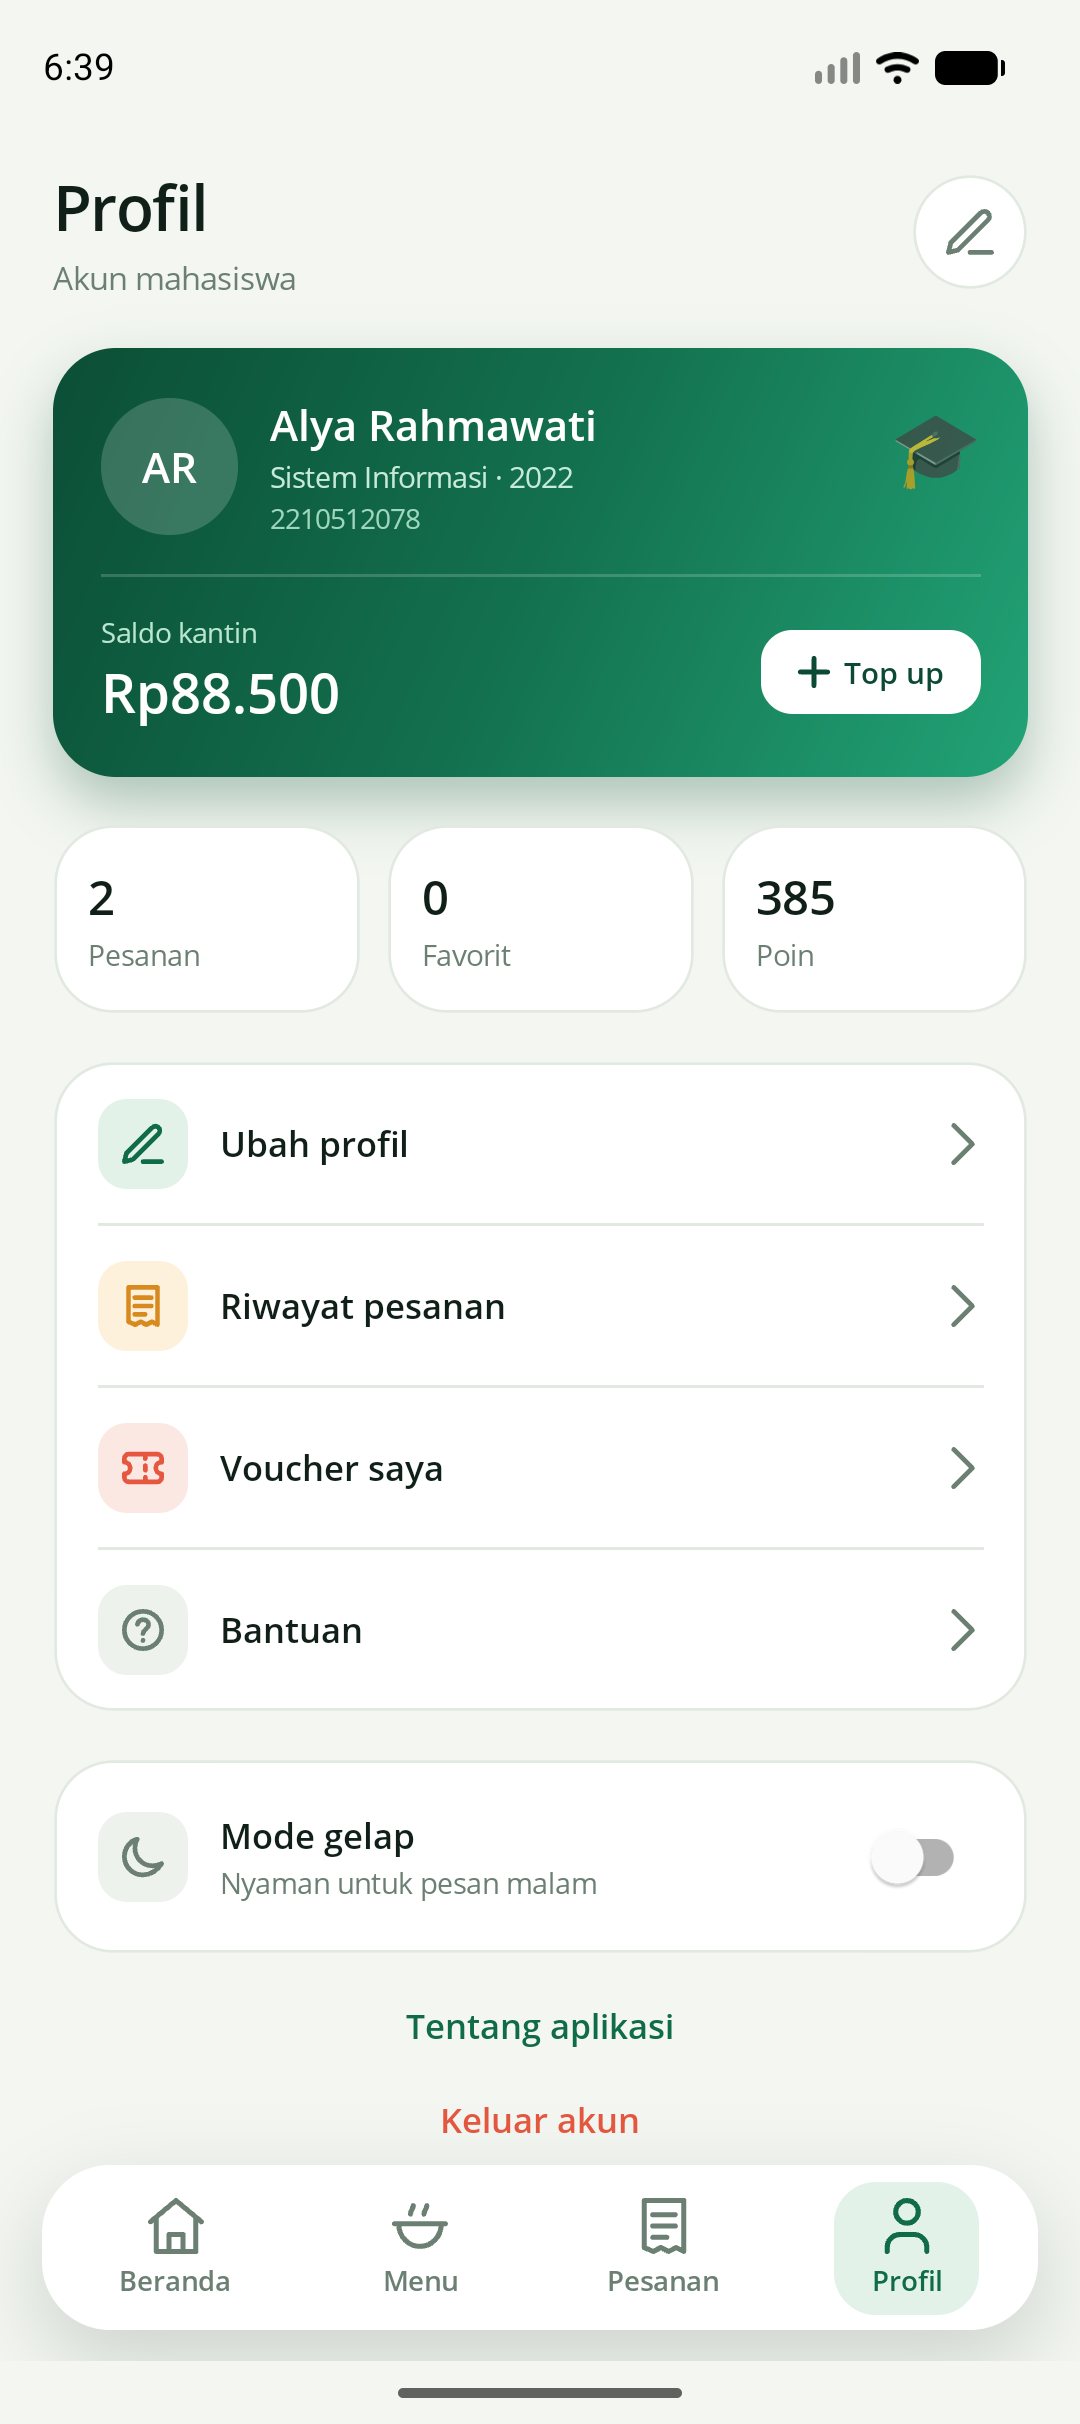 6:39
Profil
Akun mahasiswa
AR
Alya Rahmawati
Sistem Informasi · 2022
2210512078
Saldo kantin
Rp88.500
Top up
2
Pesanan
0
Favorit
385
Poin
Ubah profil
Riwayat pesanan
Voucher saya
Bantuan
Mode gelap
Nyaman untuk pesan malam
Tentang aplikasi
Keluar akun
Beranda
Menu
Pesanan
Profil